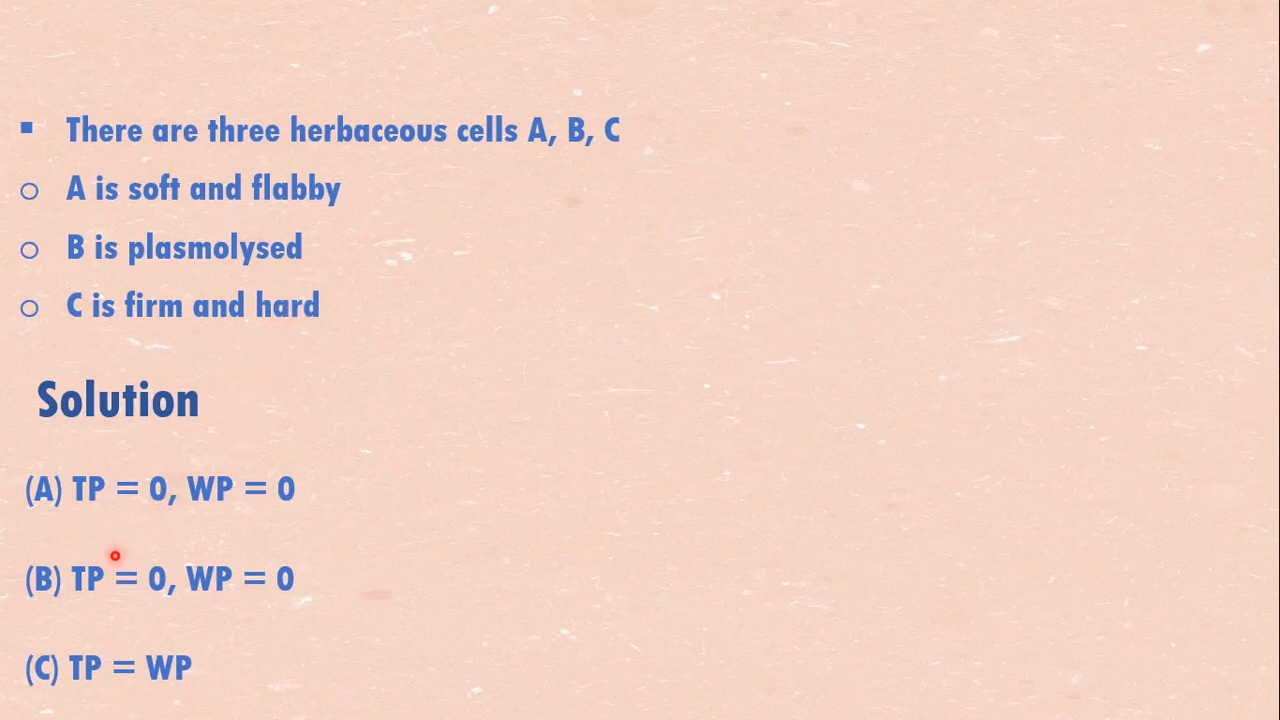 There are three herbaceous cells A, B, C
A is soft and flabby
B is plasmolysed
C is firm and hard
Solution
(A) TP = 0, WP = 0
(B) TP = 0, WP = 0
(C) TP = WP